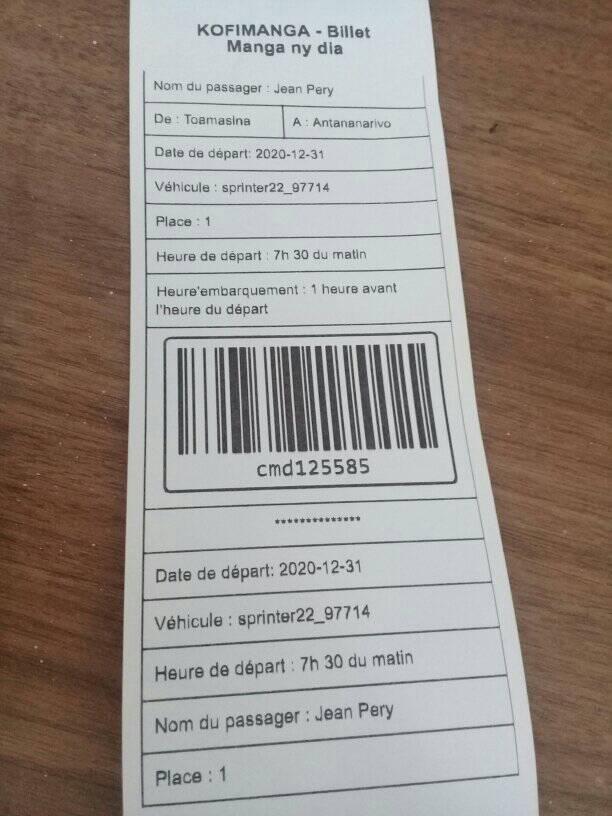 KOFIMANGA - Billet
Manga ny dia
Nom du passager : Jean Pery
De : Toamasina
A : Antananarivo
Date de départ: 2020-12-31
Véhicule : sprinter22_97714
Place : 1
Heure de départ : 7h 30 du matin
Heure'embarquement : 1 heure avant
l'heure du départ
cmd125585
**************
Date de départ: 2020-12-31
Véhicule : sprinter22_97714
Heure de départ : 7h 30 du matin
Nom du passager : Jean Pery
Place : 1